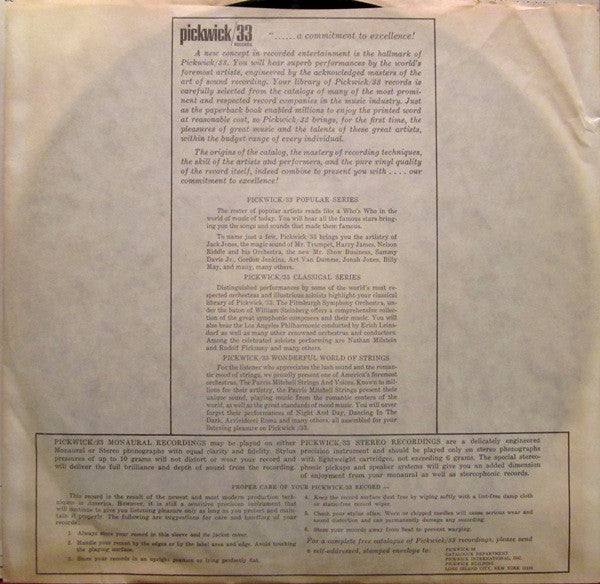 pickwick/33
RECORDS
"......a commitment to excellence!
A new concept in recorded entertainment is the hallmark of
Pickwick/33. You will hear superb performances by the world's
foremost artists, engineered by the acknowledged masters of the
art of sound recording. Your library of Pickwick/33 records is
carefully selected from the catalogs of many of the most promi-
nent and respected record companies in the music industry. Just
as the paperback book enabled millions to enjoy the printed word
at reasonable cost, so Pickwick/33 brings, for the first time, the
pleasures of great music and the talents of these great artists,
within the budget range of every individual.
The origins of the catalog, the mastery of recording techniques,
the skill of the artists and performers, and the pure vinyl quality
of the record itself, indeed combine to present you with .... our
commitment to excellence!
PICKWICK/33 POPULAR SERIES
The roster of popular artists reads like a Who's Who in the
world of music of today. You will hear all the famous stars bring-
ing you the songs and sounds that made them famous.
To name just a few, Pickwick/33 brings you the artistry of
Jack Jones, the magic sound of Mr. Trumpet, Harry James, Nelson
Riddle and his Orchestra, the new Mr. Show Business, Sammy
Davis Jr., Gordon Jenkins, Art Van Damme, Jonah Jones, Billy
May, and many, many others.
PICKWICK/33 CLASSICAL SERIES
Distinguished performances by some of the world's most re-
spected orchestras and illustrious soloists highlight your classical
library of Pickwick/33. The Pittsburgh Symphony Orchestra, un-
der the baton of William Steinberg offers a comprehensive collec-
tion of the great symphonic composers and their music. You will
also hear the Los Angeles Philharmonic conducted by Erich Leins-
dorf as well as many other renowned orchestras and conductors.
Among the celebrated soloists performing are Nathan Milstein
and Rudolf Firkusny and many others.
PICKWICK/33 WONDERFUL WORLD OF STRINGS
For the listener who appreciates the lush sound and the roman-
tic mood of strings, we proudly present one of America's foremost
orchestras, The Parris Mitchell Strings And Voices. Known to mil-
lions for their artistry, the Parris Mitchell Strings present their
unique sound, playing music from the romantic centers of the
world, as well as the great standards of mood music. You will never
forget their performances of Night And Day, Dancing In The
Dark, Arrivederci Roma and many others, all assembled for your
listening pleasure on Pickwick/33.
PICKWICK/33 MONAURAL RECORDINGS may be played on either
Monaural or Stereo phonographs with equal clarity and fidelity. Stylus
pressures of up to 10 grams will not distort or wear your record and
will deliver the full brilliance and depth of sound from the recording.
PICKWICK/33 STEREO RECORDINGS are a delicately engineered
precision instrument and should be played only on stereo phonographs
with lightweight cartridges, not exceeding 6 grams. The special stereo-
phonic pickups and speaker systems will give you an added dimension
of enjoyment from your monaural as well as stereophonic records.
PROPER CARE OF YOUR PICKWICK/33 RECORD —
This record is the result of the newest and most modern production tech-
niques in America. However, it is still a sensitive precision instrument that
will continue to give you listening pleasure only as long as you protect and main-
tain it properly. The following are suggestions for care and handling of your
records:
1. Always store your record in this sleeve and its jacket cover.
2. Handle your record by the edges or by the label area and edge. Avoid touching
the playing surface.
3. Store your records in an upright position or lying perfectly flat.
4. Keep the record surface dust free by wiping softly with a lint-free damp cloth
or static-free record wiper.
5. Check your stylus often. Worn or chipped needles will cause serious wear and
sound distortion and can permanently damage any recording.
6. Store your records away from heat to prevent warping.
For a complete free catalogue of Pickwick/33 recordings, please send
a self-addressed, stamped envelope to:
PICKWICK/33
CATALOGUE DEPARTMENT
PICKWICK INTERNATIONAL, INC.
PICKWICK BUILDING
LONG ISLAND CITY, NEW YORK 11101